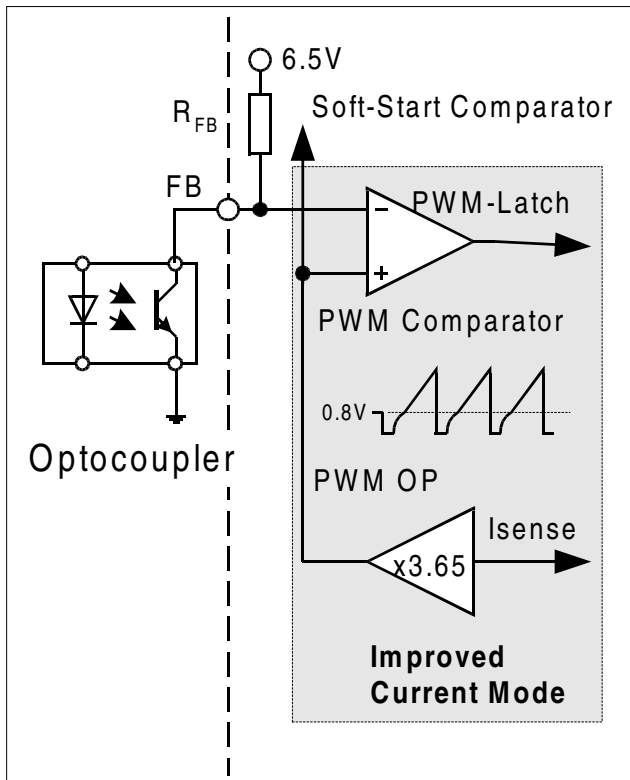 6.5V
RFB
Soft-Start Comparator
FB
PWM-Latch
PWM Comparator
0.8V
Optocoupler
PWM OP
Isense
x3.65
Improved
Current Mode